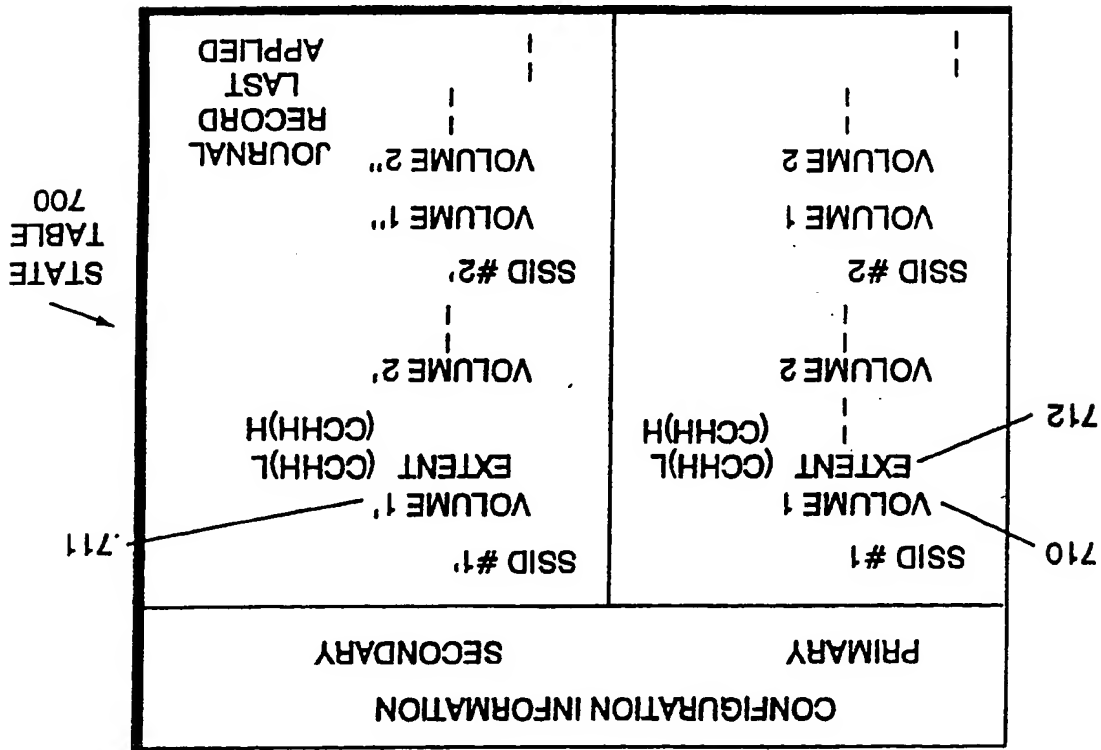 CONFIGURATION INFORMATION
PRIMARY
SECONDARY
710
712
SSID #1
VOLUME 1
EXTENT (CCHH)L
(CCHH)H
VOLUME 2
SSID #2
VOLUME 1
VOLUME 2
SSID #1'
VOLUME 1'
EXTENT (CCHH)L
(CCHH)H
VOLUME 2'
SSID #2'
VOLUME 1''
VOLUME 2''
JOURNAL
RECORD
LAST
APPLIED
711
STATE
TABLE
700